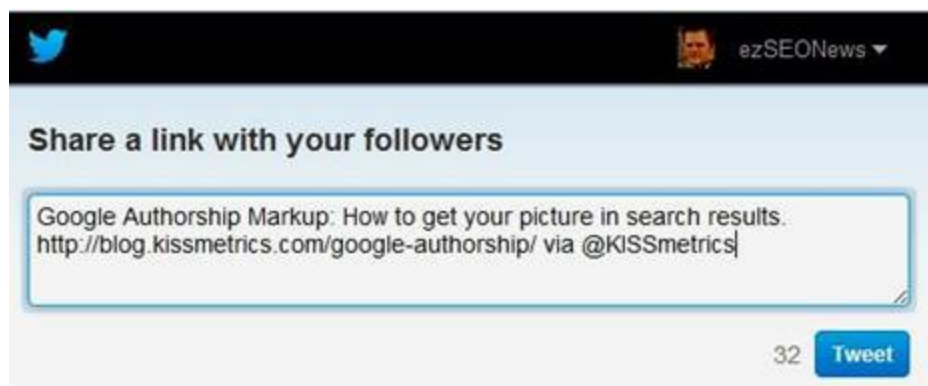 ezSEONews
Share a link with your followers
Google Authorship Markup: How to get your picture in search results.
http://blog.kissmetrics.com/google-authorship/ via @KISSmetrics
32 Tweet